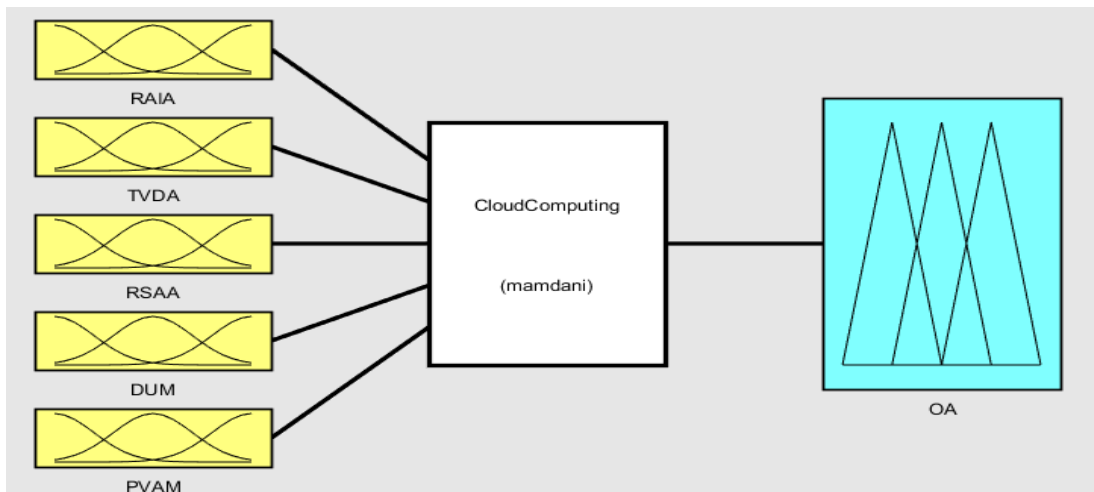 RAIA
TVDA
RSAA
DUM
PVAM
CloudComputing
(mamdani)
OA